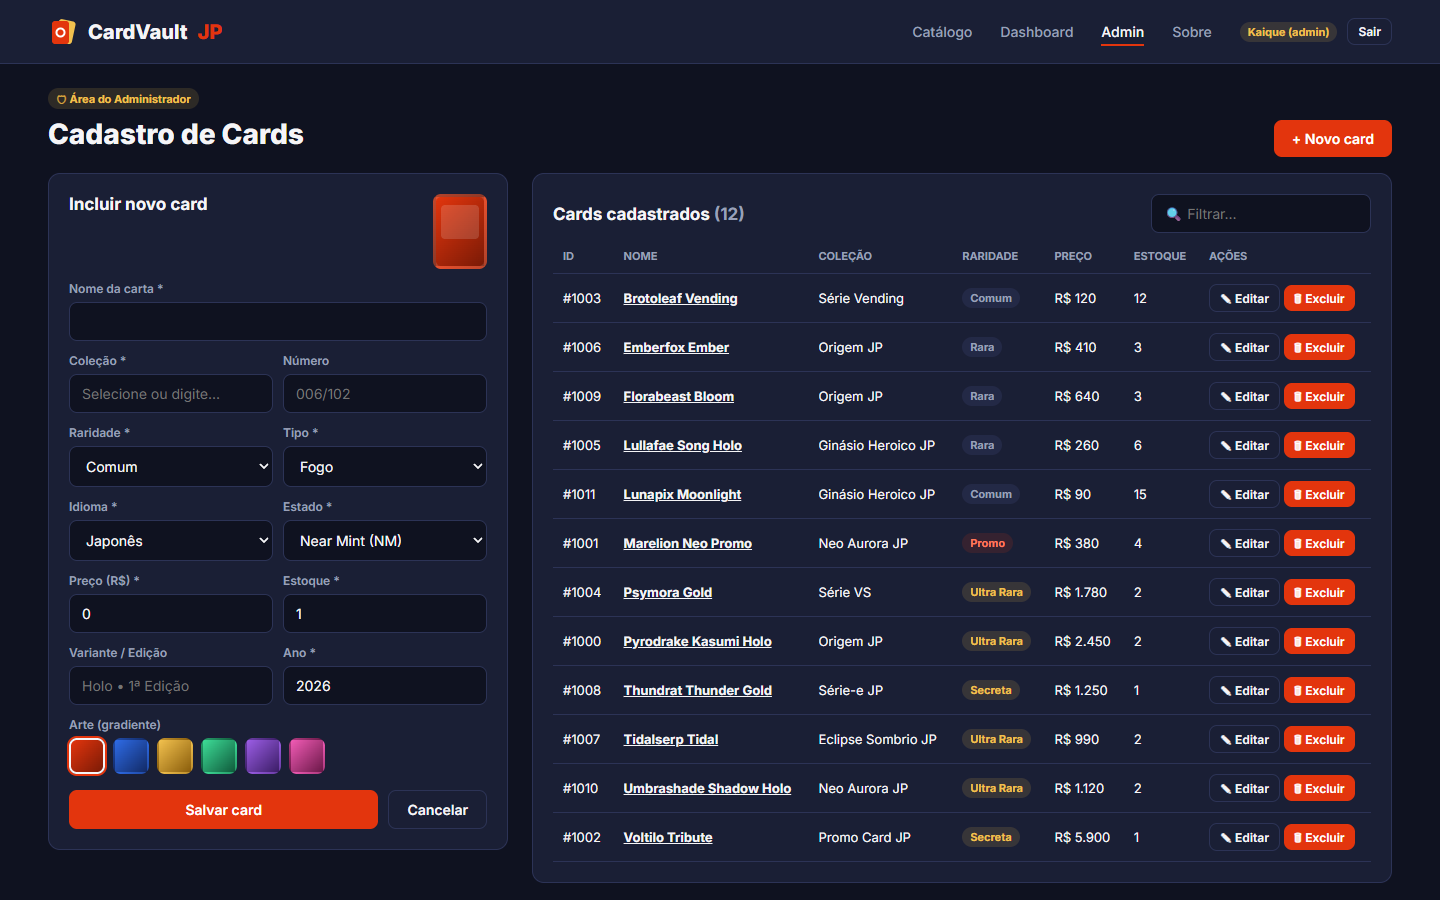 CardVault JP
Catálogo Dashboard Admin Sobre Kaique (admin) Sair
Área do Administrador
Cadastro de Cards
+ Novo card
Incluir novo card
Nome da carta *
Coleção * Número
Selecione ou digite... 006/102
Raridade * Tipo *
Comum Fogo
Idioma * Estado *
Japonês Near Mint (NM)
Preço (R$) * Estoque *
0 1
Variante / Edição Ano *
Holo • 1ª Edição 2026
Arte (gradiente)
Salvar card Cancelar
Cards cadastrados (12) Filtrar...
ID NOME COLEÇÃO RARIDADE PREÇO ESTOQUE AÇÕES
#1003 Brotoleaf Vending Série Vending Comum R$ 120 12 Editar Excluir
#1006 Emberfox Ember Origem JP Rara R$ 410 3 Editar Excluir
#1009 Florabeast Bloom Origem JP Rara R$ 640 3 Editar Excluir
#1005 Lullafae Song Holo Ginásio Heroico JP Rara R$ 260 6 Editar Excluir
#1011 Lunapix Moonlight Ginásio Heroico JP Comum R$ 90 15 Editar Excluir
#1001 Marelion Neo Promo Neo Aurora JP Promo R$ 380 4 Editar Excluir
#1004 Psymora Gold Série VS Ultra Rara R$ 1.780 2 Editar Excluir
#1000 Pyrodrake Kasumi Holo Origem JP Ultra Rara R$ 2.450 2 Editar Excluir
#1008 Thundrat Thunder Gold Série-e JP Secreta R$ 1.250 1 Editar Excluir
#1007 Tidalserp Tidal Eclipse Sombrio JP Ultra Rara R$ 990 2 Editar Excluir
#1010 Umbrashade Shadow Holo Neo Aurora JP Ultra Rara R$ 1.120 2 Editar Excluir
#1002 Voltilo Tribute Promo Card JP Secreta R$ 5.900 1 Editar Excluir